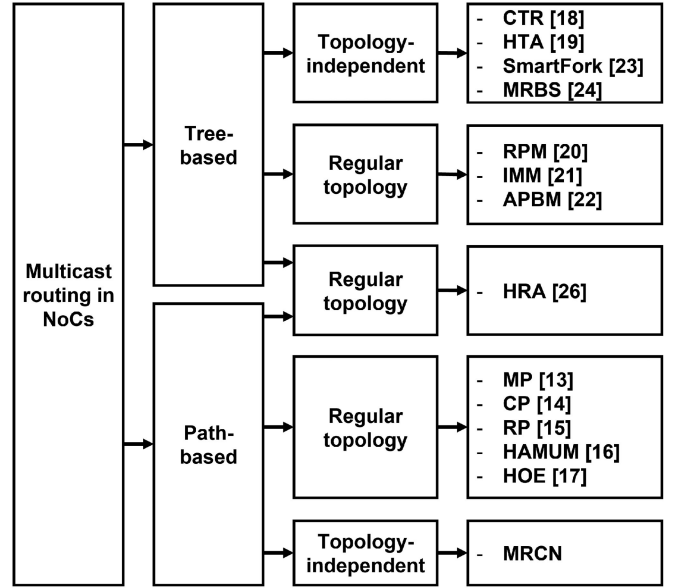 Multicast
routing in
NoCs
Tree-
based
Topology-
independent
- CTR [18]
- HTA [19]
- SmartFork [23]
- MRBS [24]
Regular
topology
- RPM [20]
- IMM [21]
- APBM [22]
Regular
topology
- HRA [26]
Path-
based
Regular
topology
- MP [13]
- CP [14]
- RP [15]
- HAMUM [16]
- HOE [17]
Topology-
independent
- MRCN